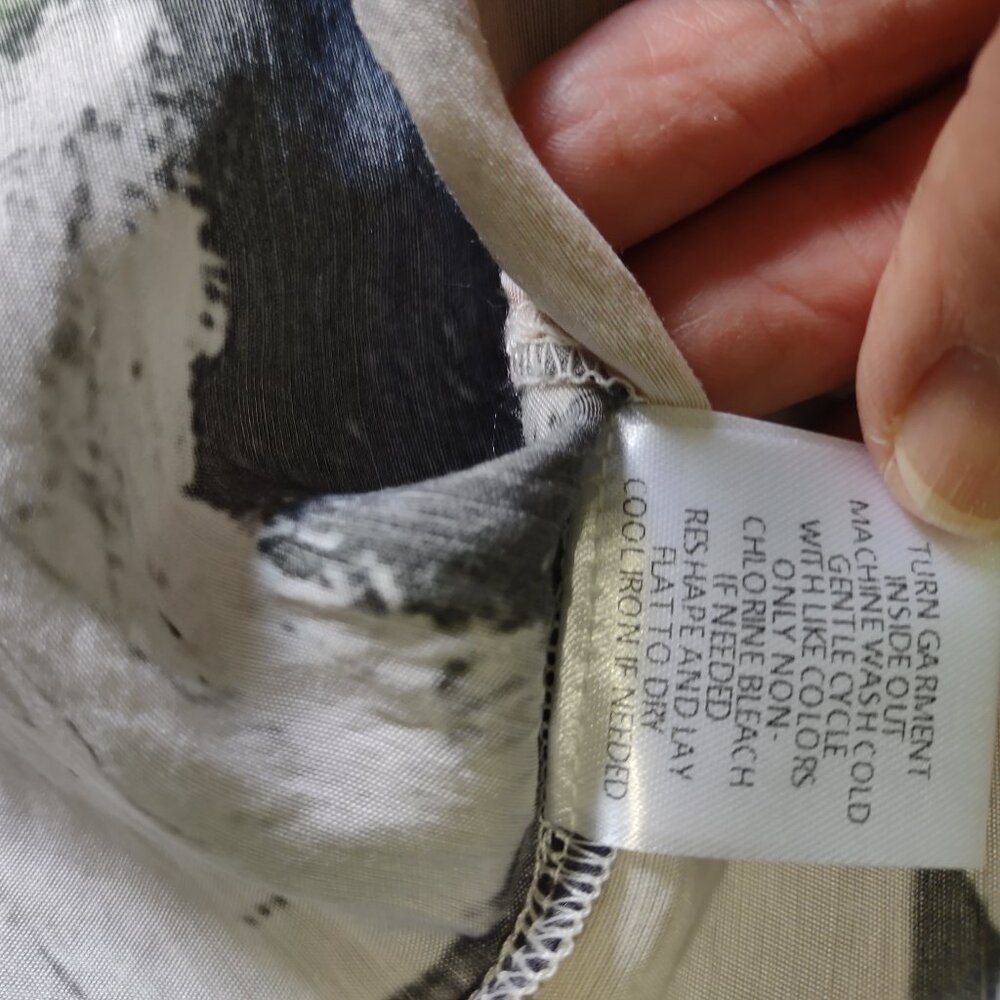 TURN GARMENT
INSIDE OUT
MACHINE WASH COLD
GENTLE CYCLE
WITH LIKE COLORS
ONLY NON-
CHLORINE BLEACH
IF NEEDED
RESHAPE AND LAY
FLAT TO DRY
COOL IRON IF NEEDED